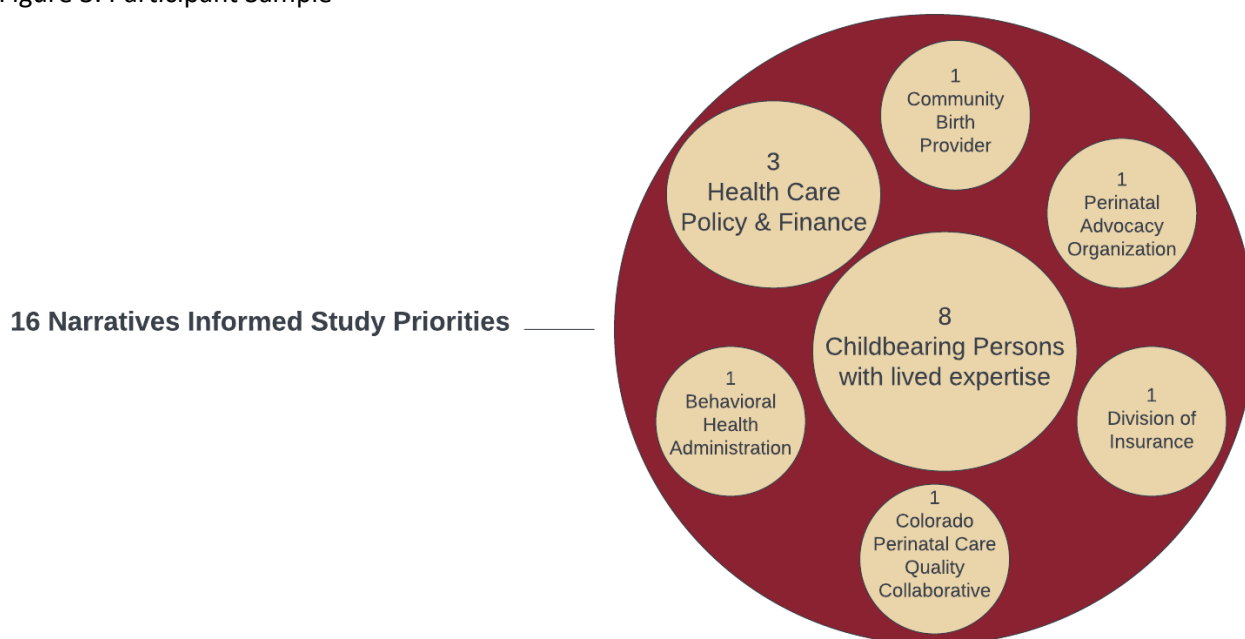 Figure 3. Participant Sample
1
Community
Birth
Provider
3
Health Care
Policy & Finance
1
Perinatal
Advocacy
Organization
16 Narratives Informed Study Priorities
8
Childbearing Persons
with lived expertise
1
Behavioral
Health
Administration
1
Division of
Insurance
1
Colorado
Perinatal Care
Quality
Collaborative